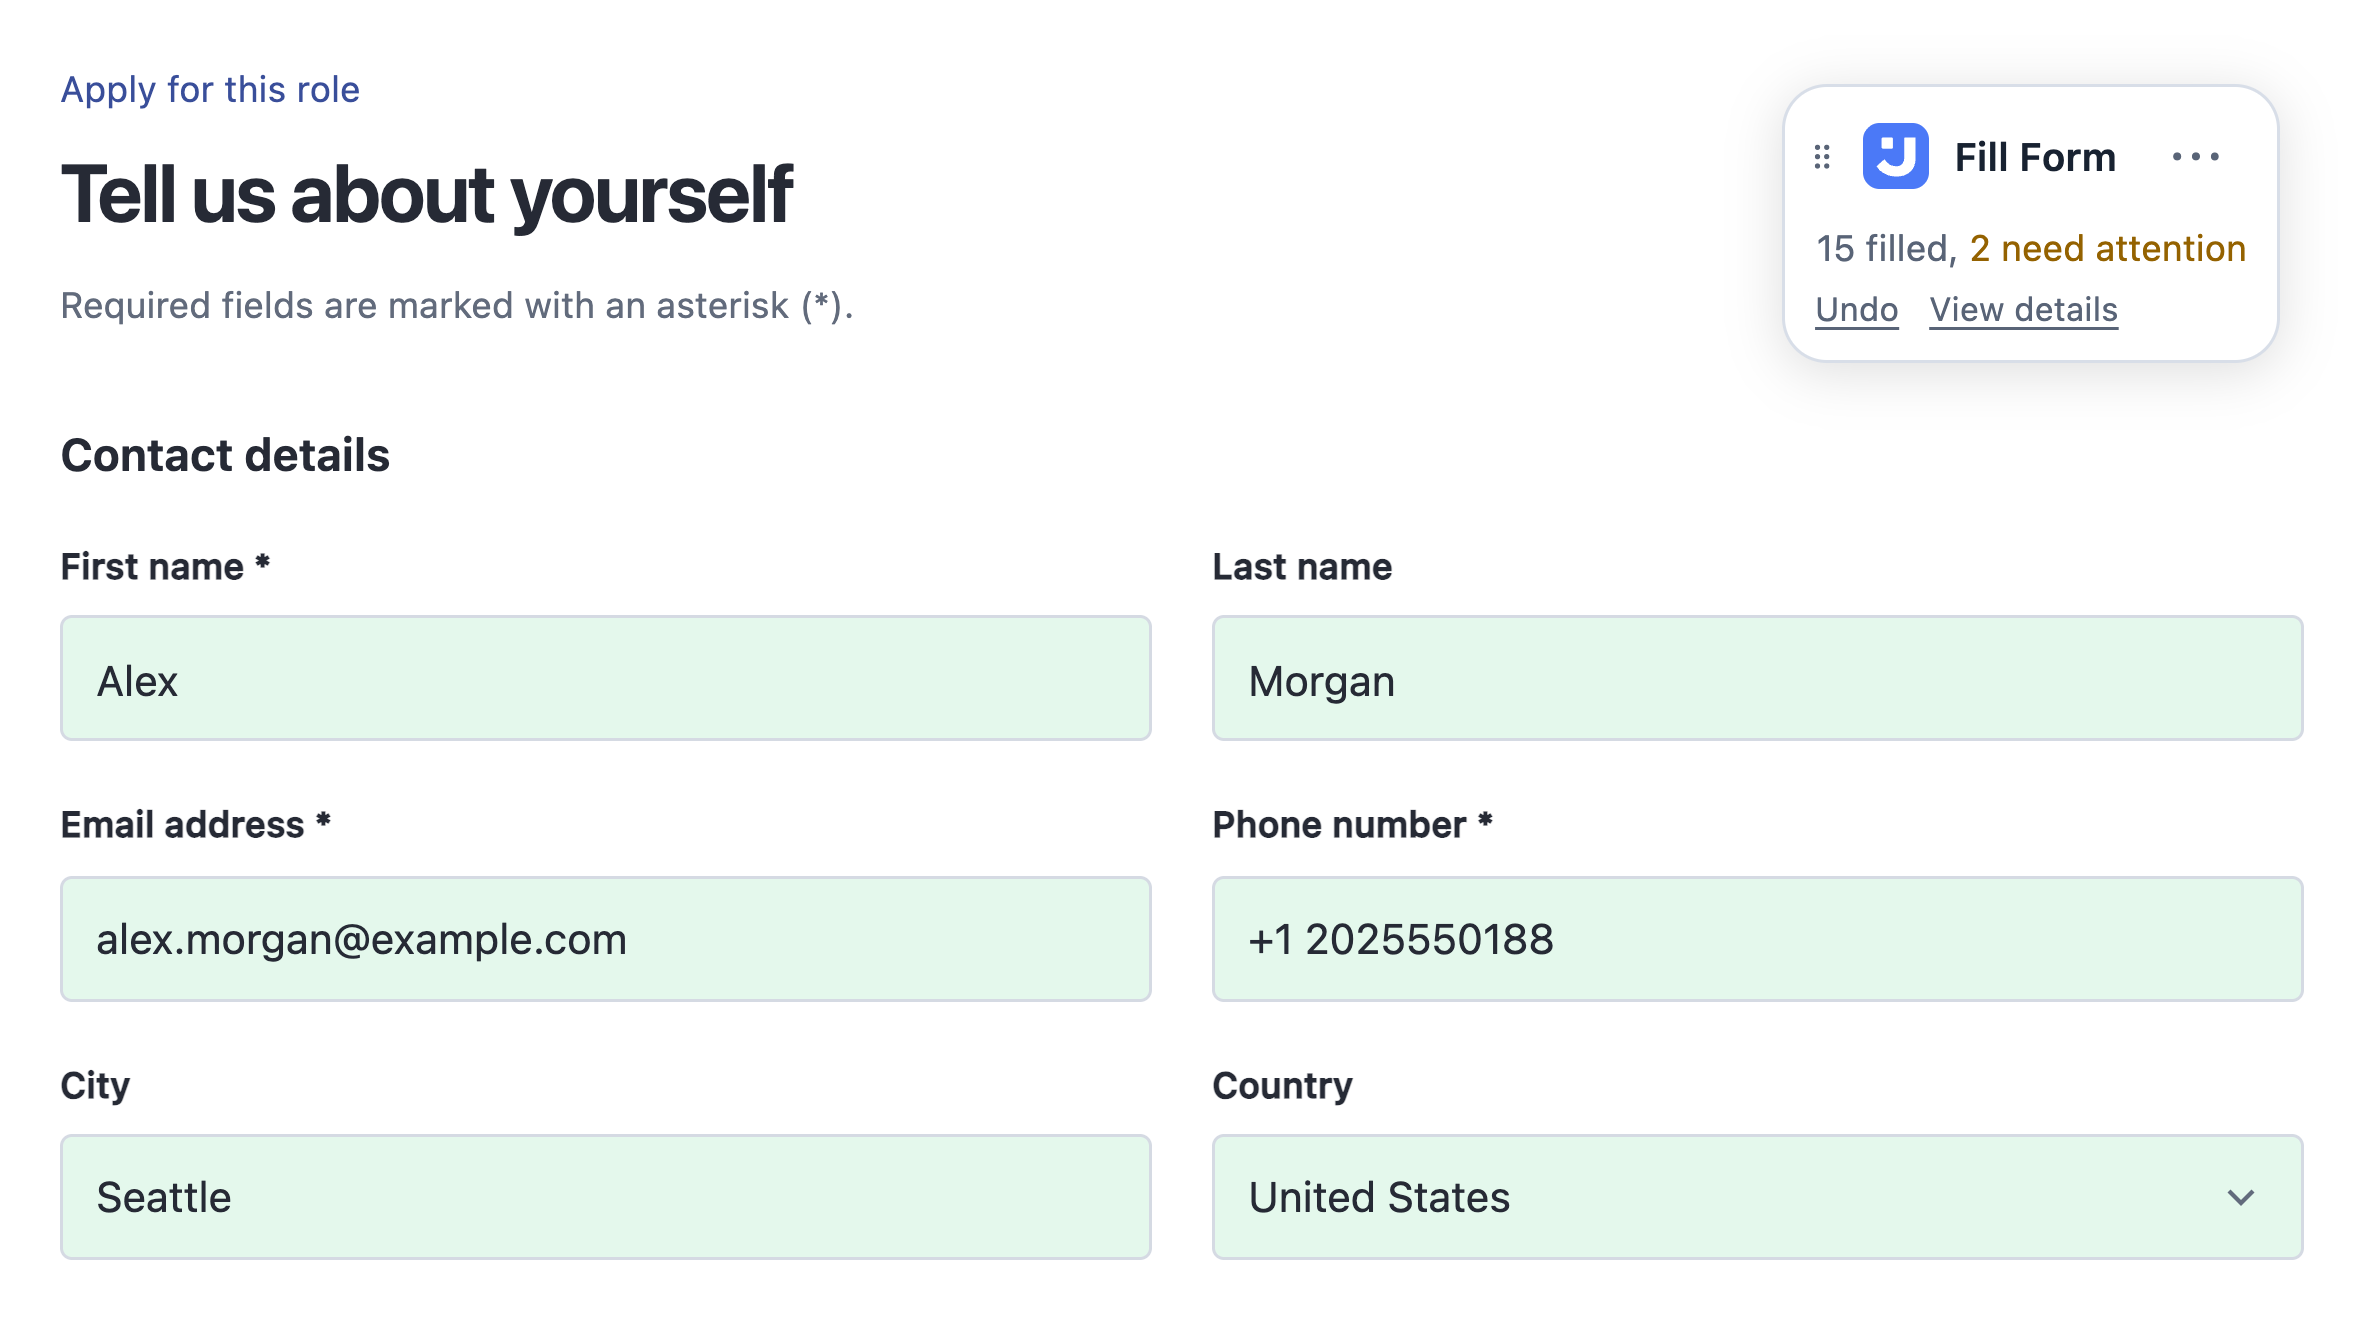 Apply for this role
Tell us about yourself
Required fields are marked with an asterisk (*).
Fill Form
15 filled, 2 need attention
Undo View details
Contact details
First name * Last name
Alex Morgan
Email address * Phone number *
alex.morgan@example.com +1 2025550188
City Country
Seattle United States